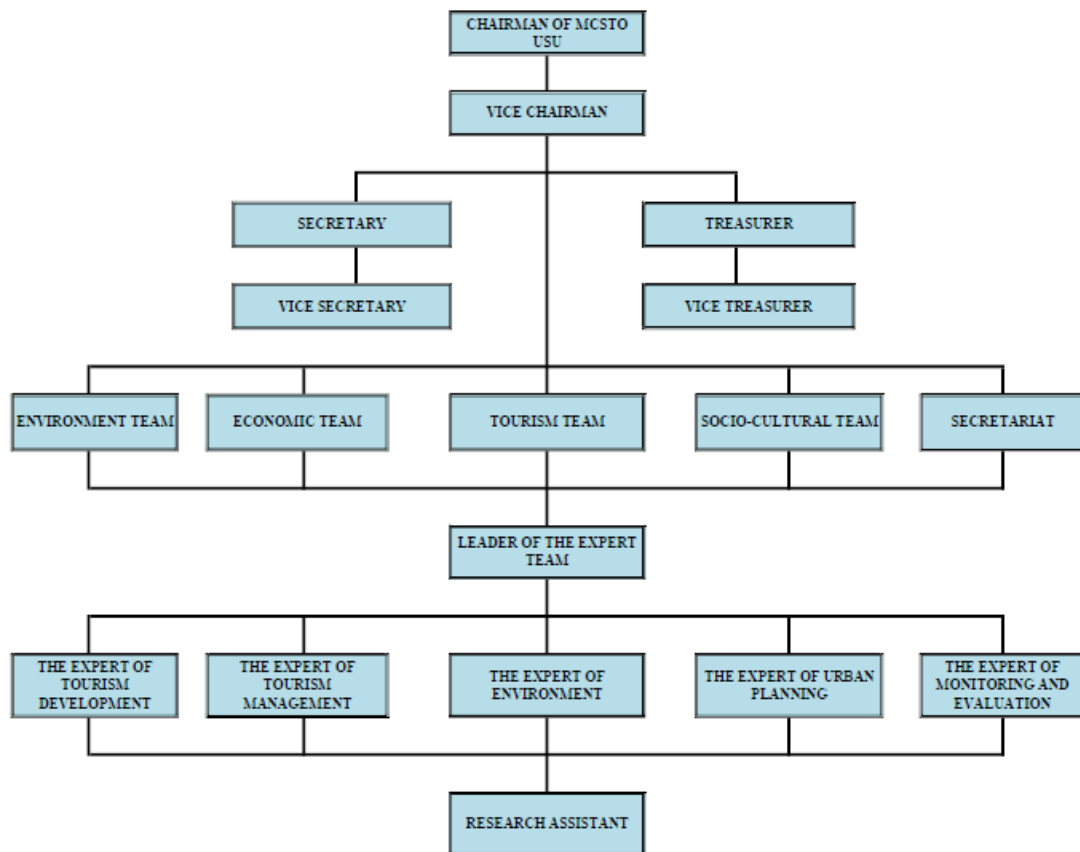 CHAIRMAN OF MCSTO
USU
VICE CHAIRMAN
SECRETARY
TREASURER
VICE SECRETARY
VICE TREASURER
ENVIRONMENT TEAM
ECONOMIC TEAM
TOURISM TEAM
SOCIO-CULTURAL TEAM
SECRETARIAT
LEADER OF THE EXPERT
TEAM
THE EXPERT OF
TOURISM
DEVELOPMENT
THE EXPERT OF
TOURISM
MANAGEMENT
THE EXPERT OF
ENVIRONMENT
THE EXPERT OF URBAN
PLANNING
THE EXPERT OF
MONITORING AND
EVALUATION
RESEARCH ASSISTANT